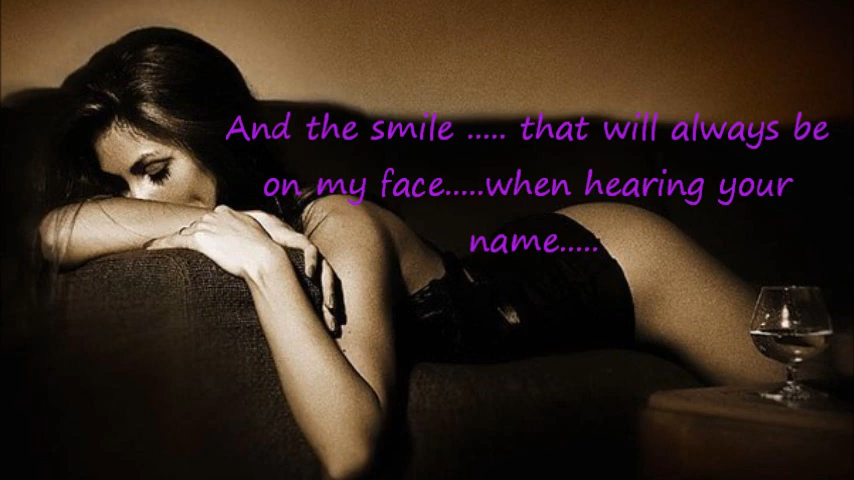 And the smile ..... that will always be
on my face.....when hearing your
name.....